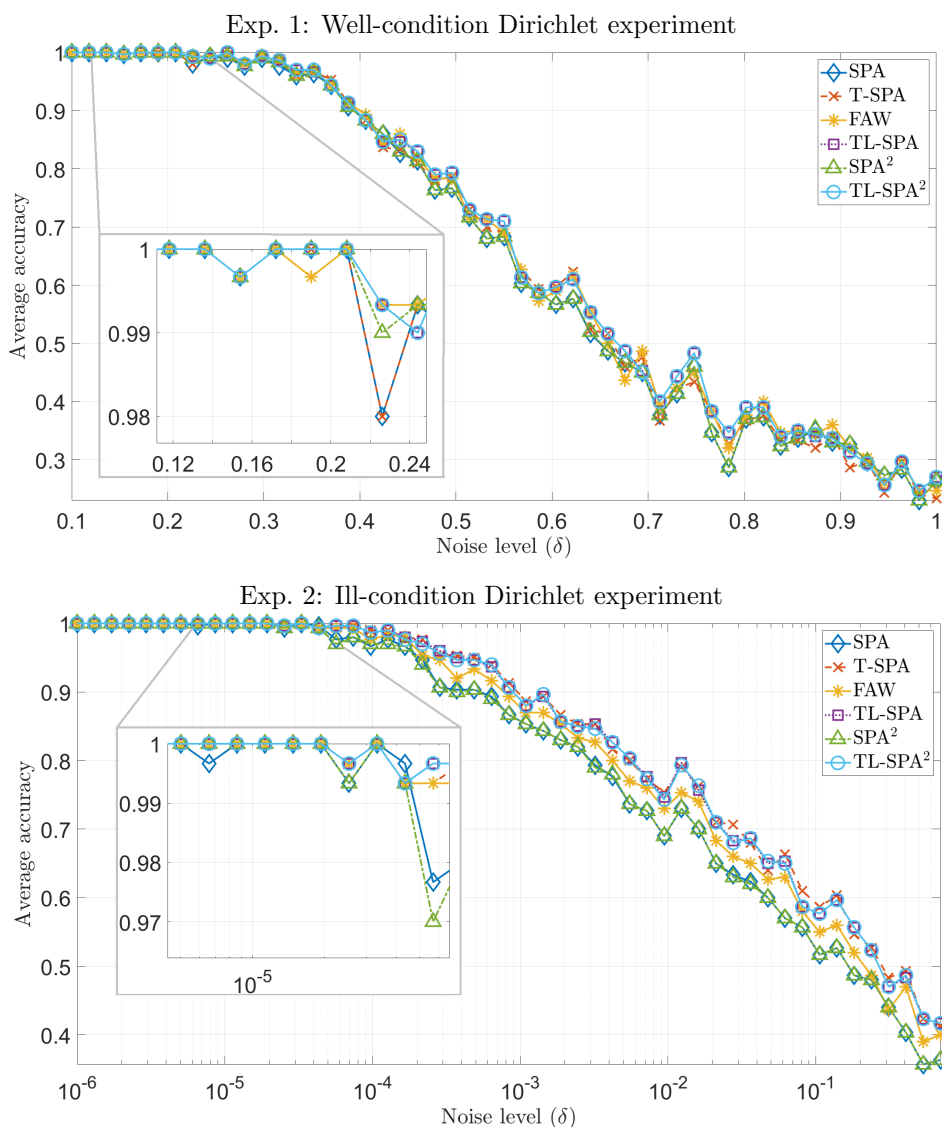 Exp. 1: Well-condition Dirichlet experiment
1
0.9
0.8
0.7
0.6
0.5
0.4
0.3
Average accuracy
SPA
T-SPA
FAW
TL-SPA
SPA²
TL-SPA²
1
0.99
0.98
0.12 0.16 0.2 0.24
0.1 0.2 0.3 0.4 0.5 0.6 0.7 0.8 0.9 1
Noise level (δ)
Exp. 2: Ill-condition Dirichlet experiment
1
0.9
0.8
0.7
0.6
0.5
0.4
Average accuracy
SPA
T-SPA
FAW
TL-SPA
SPA²
TL-SPA²
1
0.99
0.98
0.97
10⁻⁵
10⁻⁶ 10⁻⁵ 10⁻⁴ 10⁻³ 10⁻² 10⁻¹
Noise level (δ)